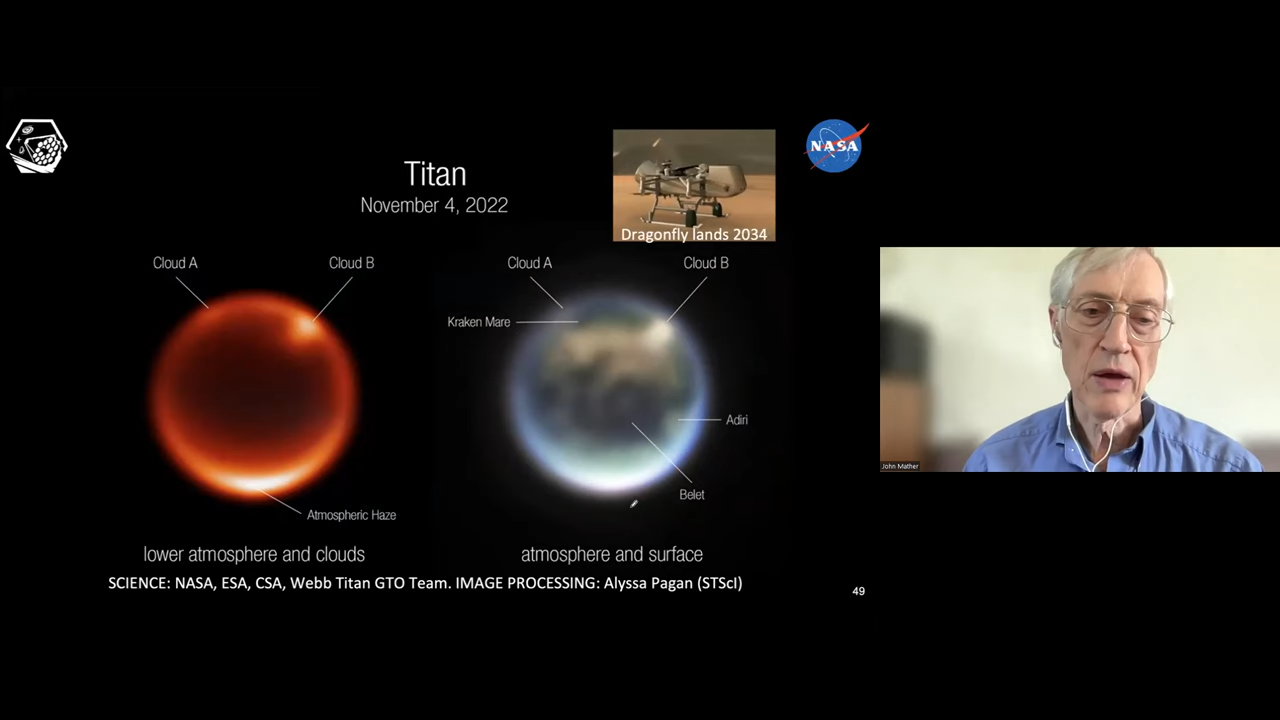 NASA
Titan
November 4, 2022
Dragonfly lands 2034
Cloud A
Cloud B
Cloud A
Cloud B
Kraken Mare
Adiri
Belet
Atmospheric Haze
lower atmosphere and clouds
atmosphere and surface
SCIENCE: NASA, ESA, CSA, Webb Titan GTO Team. IMAGE PROCESSING: Alyssa Pagan (STScI)
49
John Mather